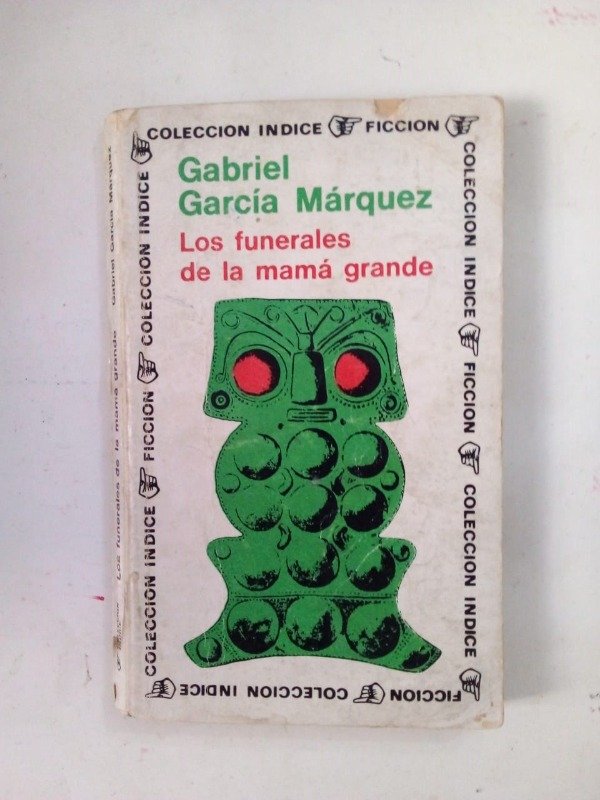 COLECCION INDICE FICCION
Gabriel
García Márquez
Los funerales
de la mamá grande
COLECCION INDICE FICCION COLECCION INDICE
FICCION COLECCION INDICE
COLECCION INDICE FICCION COLECCION INDICE
Los funerales de la mamá grande Gabriel García Márquez